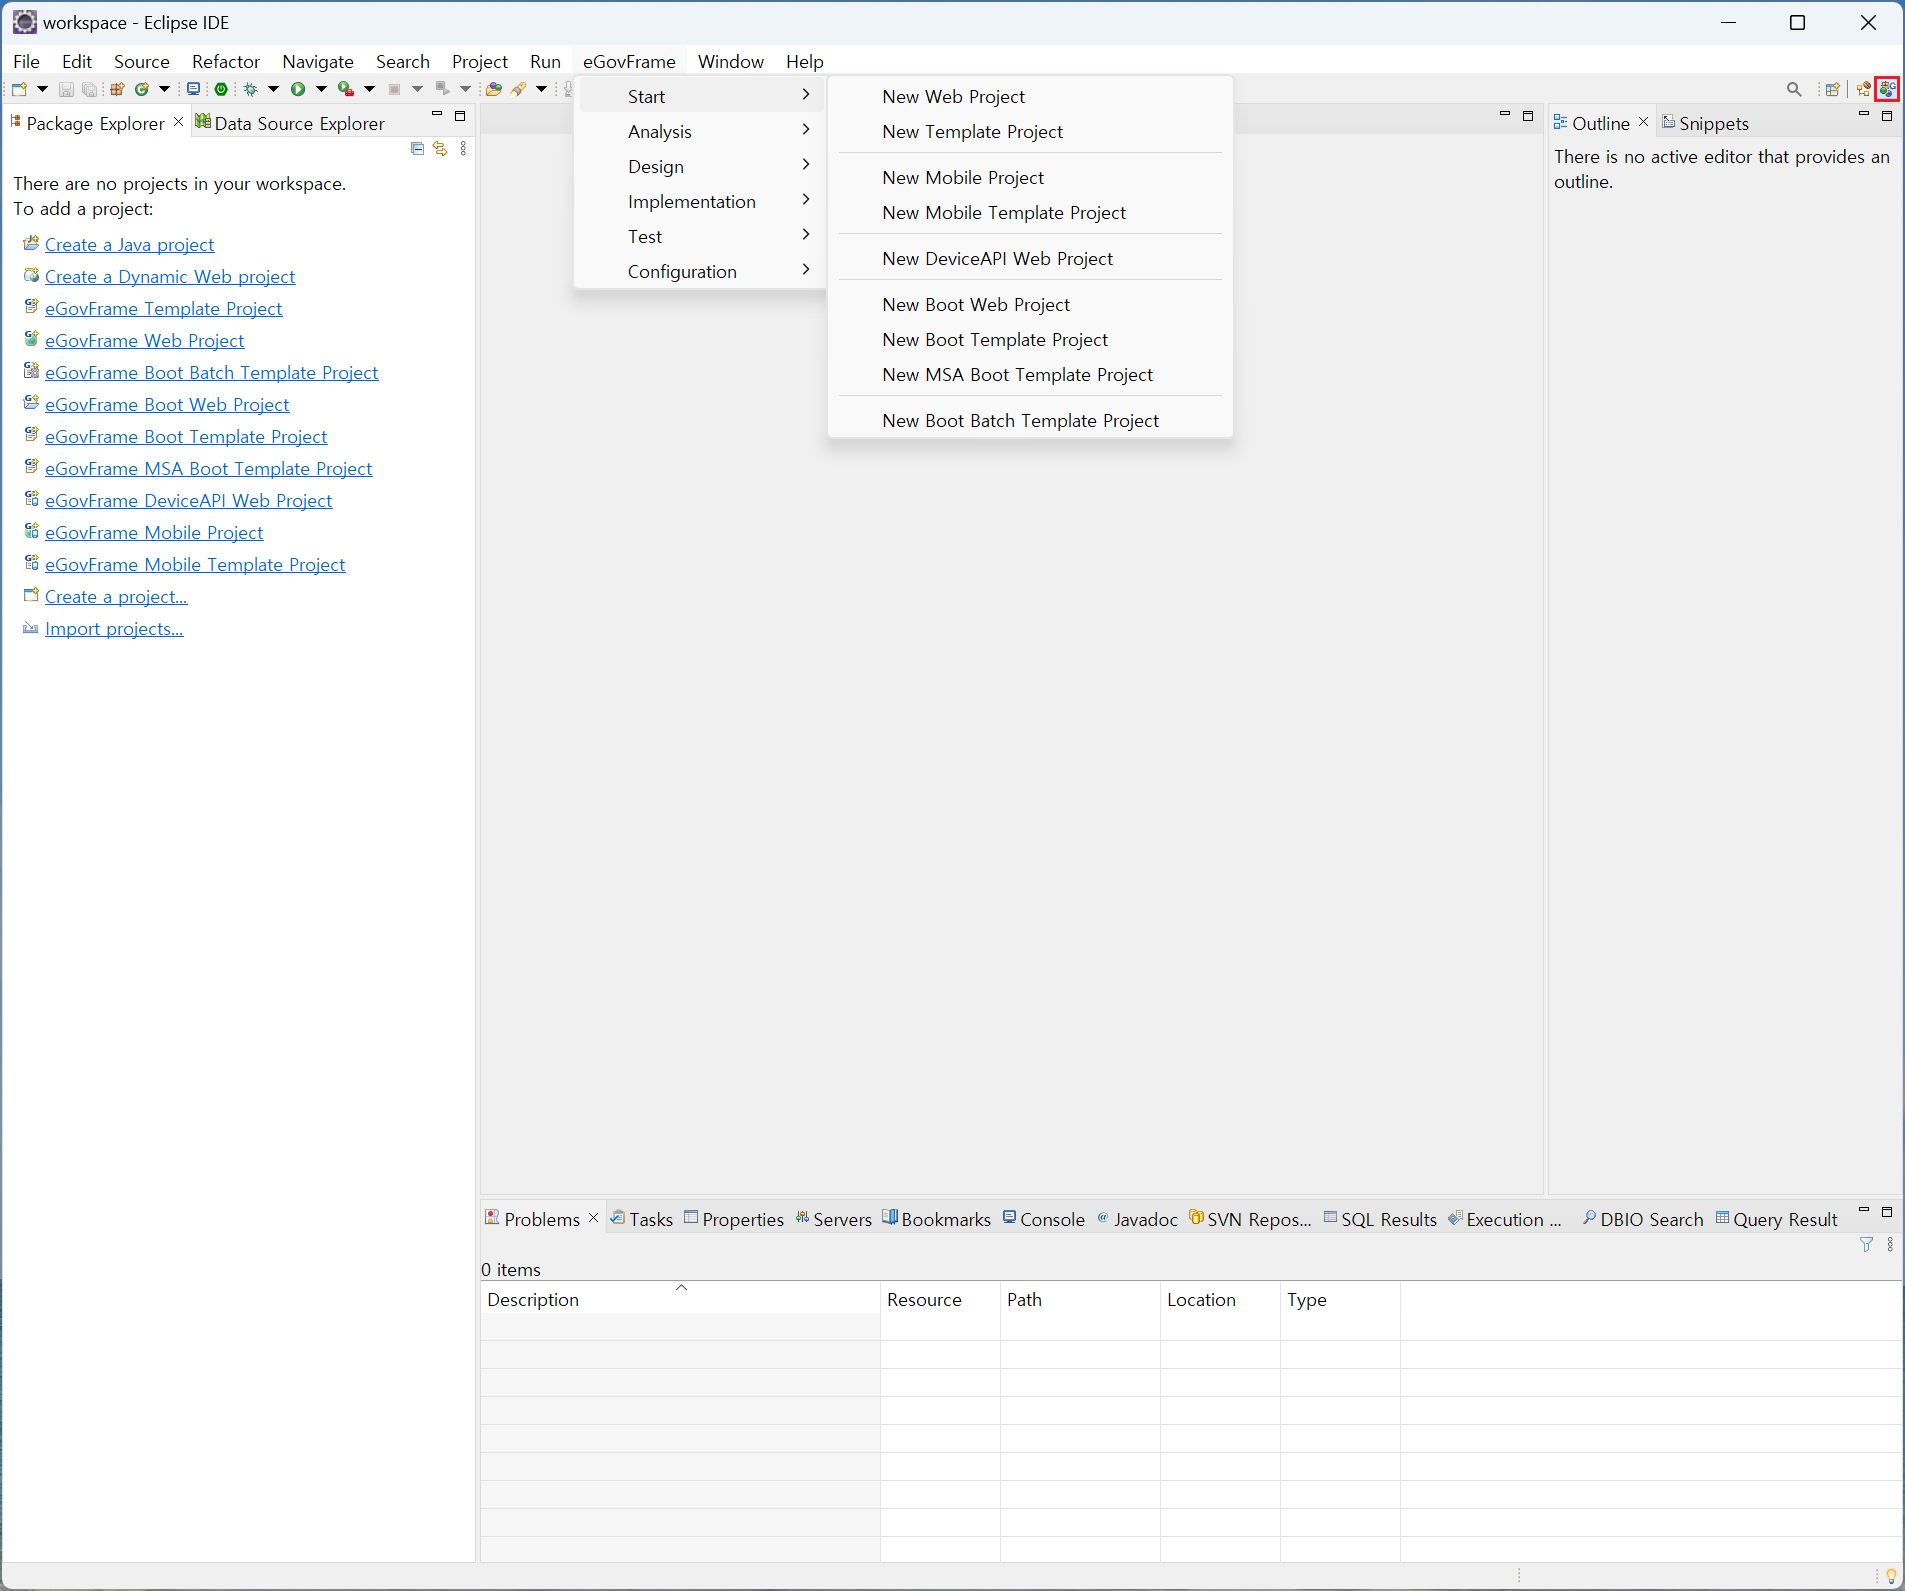 workspace - Eclipse IDE
File Edit Source Refactor Navigate Search Project Run eGovFrame Window Help
Package Explorer
Data Source Explorer
There are no projects in your workspace.
To add a project:
Create a Java project
Create a Dynamic Web project
eGovFrame Template Project
eGovFrame Web Project
eGovFrame Boot Batch Template Project
eGovFrame Boot Web Project
eGovFrame Boot Template Project
eGovFrame MSA Boot Template Project
eGovFrame DeviceAPI Web Project
eGovFrame Mobile Project
eGovFrame Mobile Template Project
Create a project...
Import projects...
Start
Analysis
Design
Implementation
Test
Configuration
New Web Project
New Template Project
New Mobile Project
New Mobile Template Project
New DeviceAPI Web Project
New Boot Web Project
New Boot Template Project
New MSA Boot Template Project
New Boot Batch Template Project
Outline
Snippets
There is no active editor that provides an
outline.
Problems Tasks Properties Servers Bookmarks Console Javadoc SVN Repos... SQL Results Execution ... DBIO Search Query Result
0 items
Description Resource Path Location Type